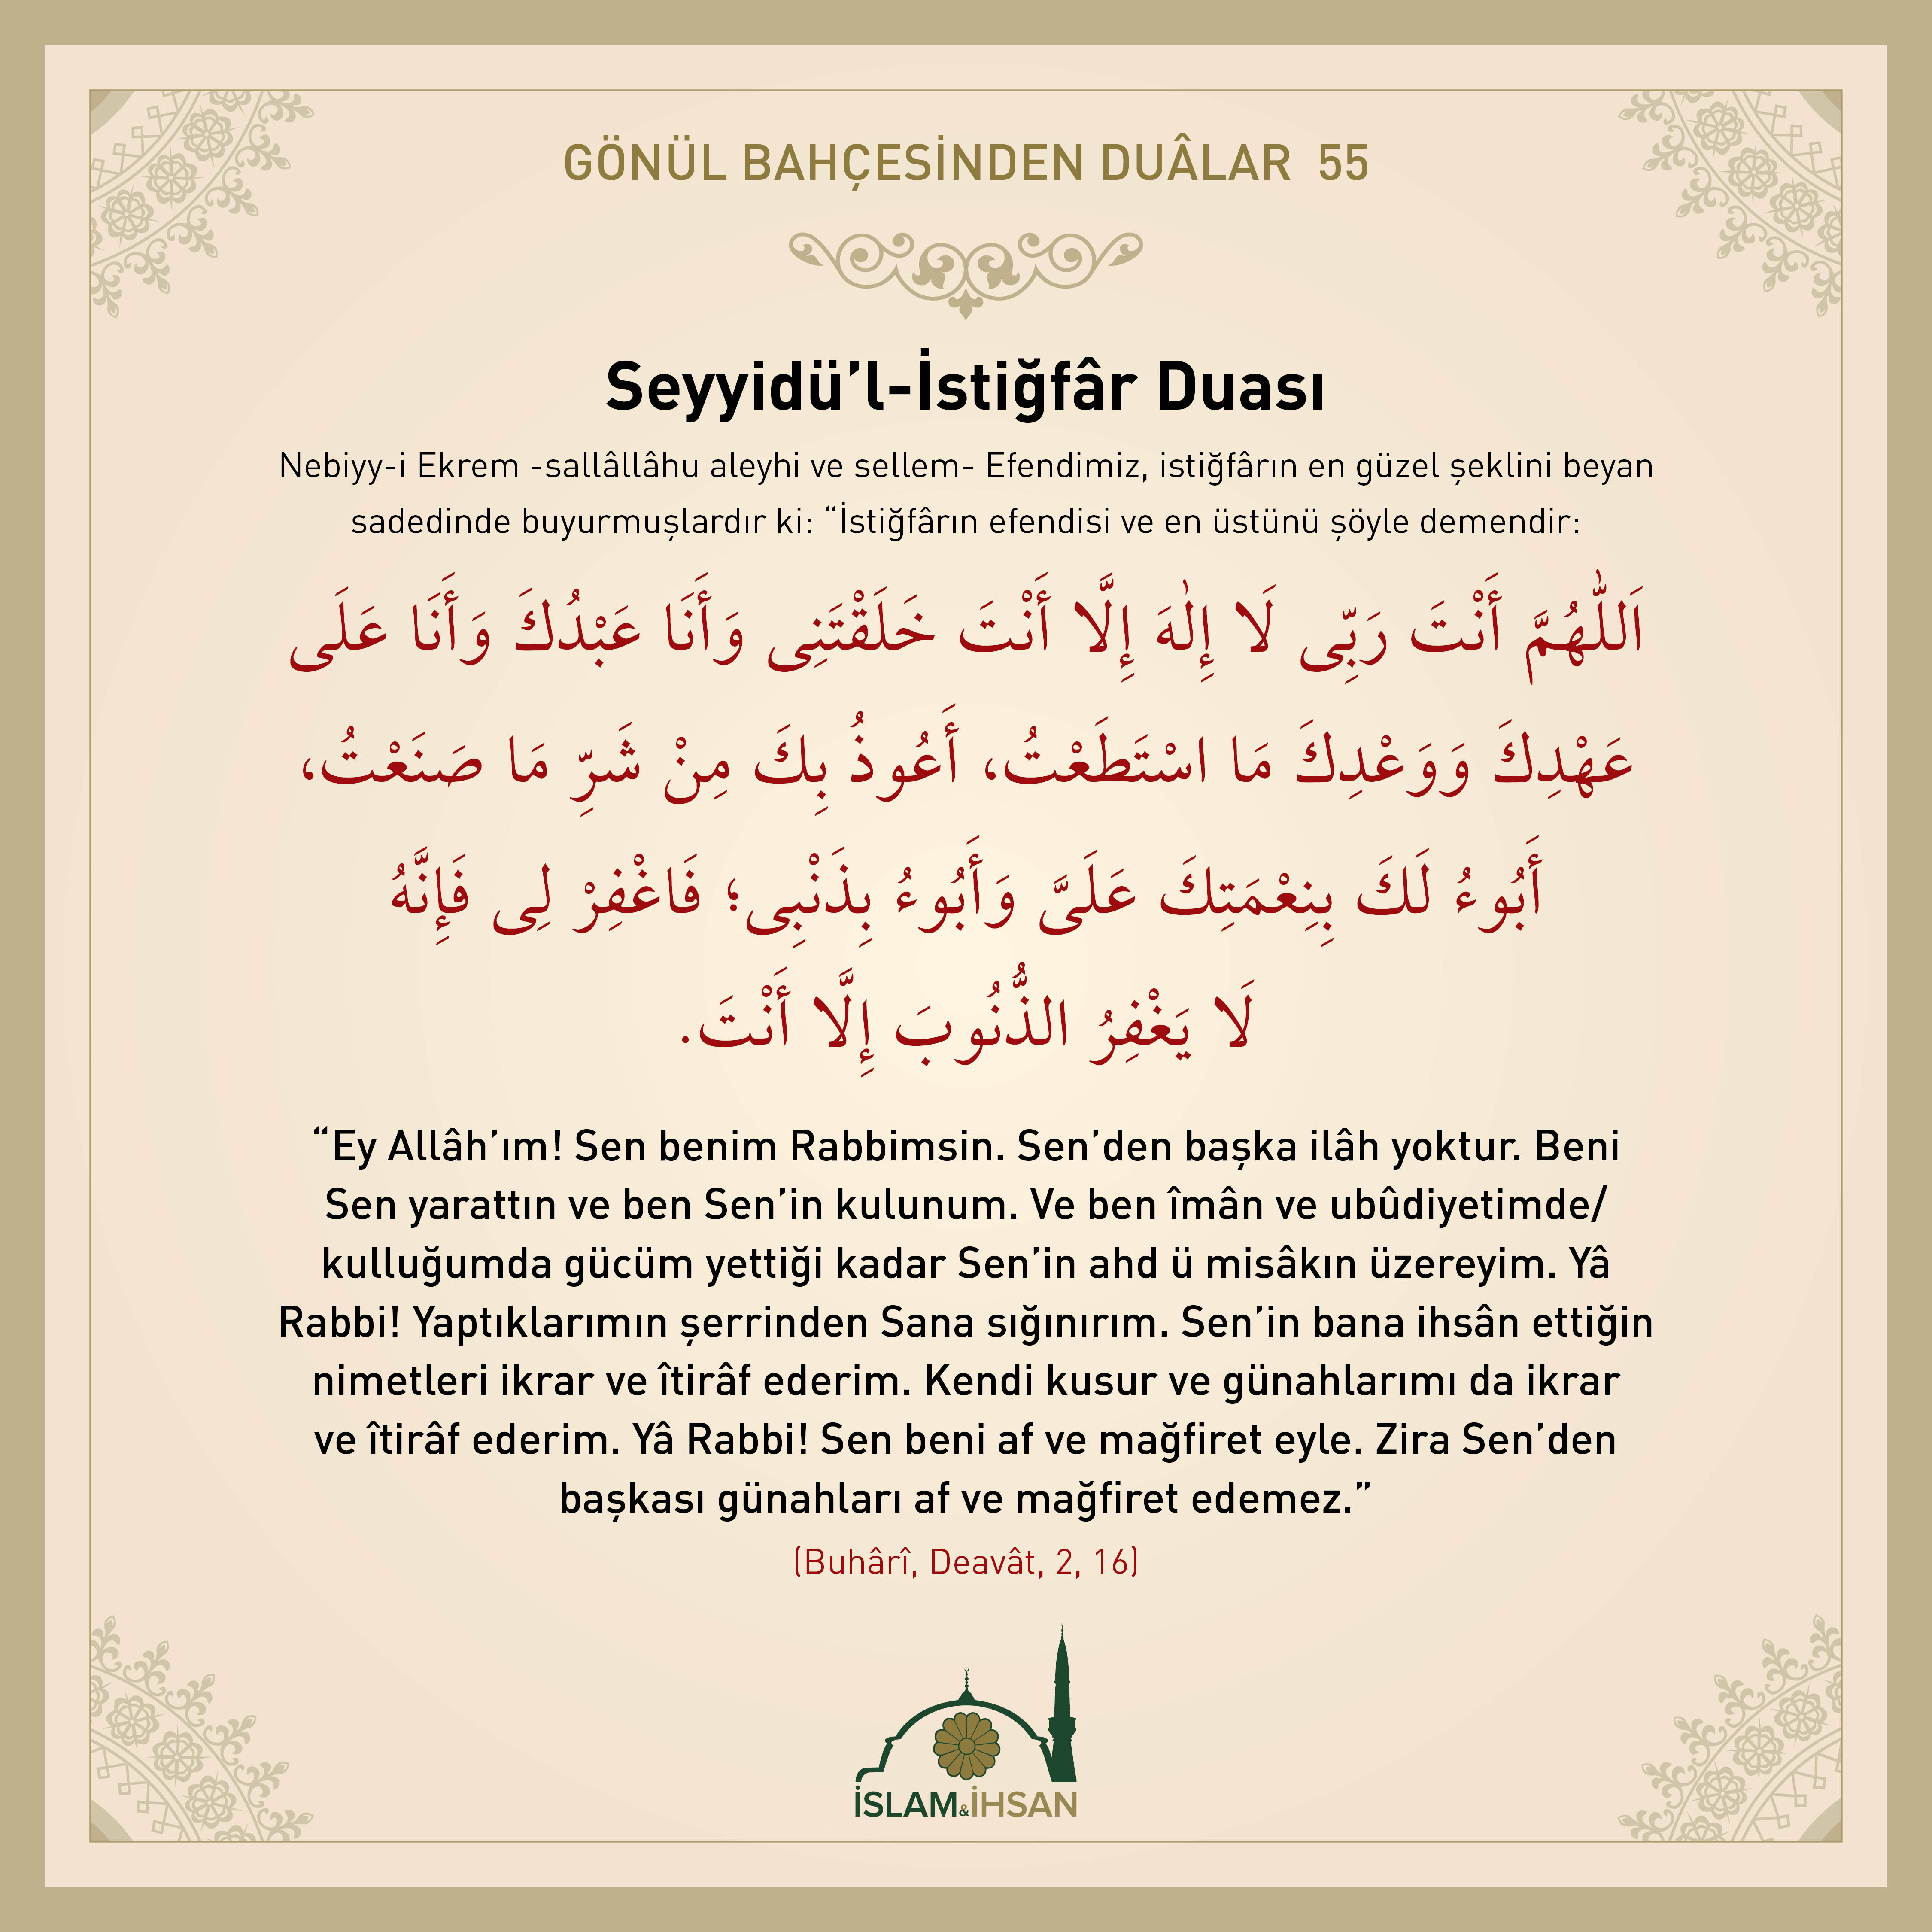 GÖNÜL BAHÇESİNDEN DUÂLAR 55
Seyyidü’l-İstiğfâr Duası
Nebiyy-i Ekrem -sallâllâhu aleyhi ve sellem- Efendimiz, istiğfârın en güzel şeklini beyan
sadedinde buyurmuşlardır ki: “İstiğfârın efendisi ve en üstünü şöyle demendir:
اَللّٰهُمَّ أَنْتَ رَبِّى لَا إِلٰهَ إِلَّا أَنْتَ خَلَقْتَنِى وَأَنَا عَبْدُكَ وَأَنَا عَلَى
عَهْدِكَ وَوَعْدِكَ مَا اسْتَطَعْتُ، أَعُوذُ بِكَ مِنْ شَرِّ مَا صَنَعْتُ،
أَبُوءُ لَكَ بِنِعْمَتِكَ عَلَىَّ وَأَبُوءُ بِذَنْبِى؛ فَاغْفِرْ لِى فَإِنَّهُ
لَا يَغْفِرُ الذُّنُوبَ إِلَّا أَنْتَ.
“Ey Allâh’ım! Sen benim Rabbimsin. Sen’den başka ilâh yoktur. Beni
Sen yarattın ve ben Sen’in kulunum. Ve ben îmân ve ubûdiyetimde/
kulluğumda gücüm yettiği kadar Sen’in ahd ü misâkın üzereyim. Yâ
Rabbi! Yaptıklarımın şerrinden Sana sığınırım. Sen’in bana ihsân ettiğin
nimetleri ikrar ve îtirâf ederim. Kendi kusur ve günahlarımı da ikrar
ve îtirâf ederim. Yâ Rabbi! Sen beni af ve mağfiret eyle. Zira Sen’den
başkası günahları af ve mağfiret edemez.”
(Buhârî, Deavât, 2, 16)
İSLAM&İHSAN